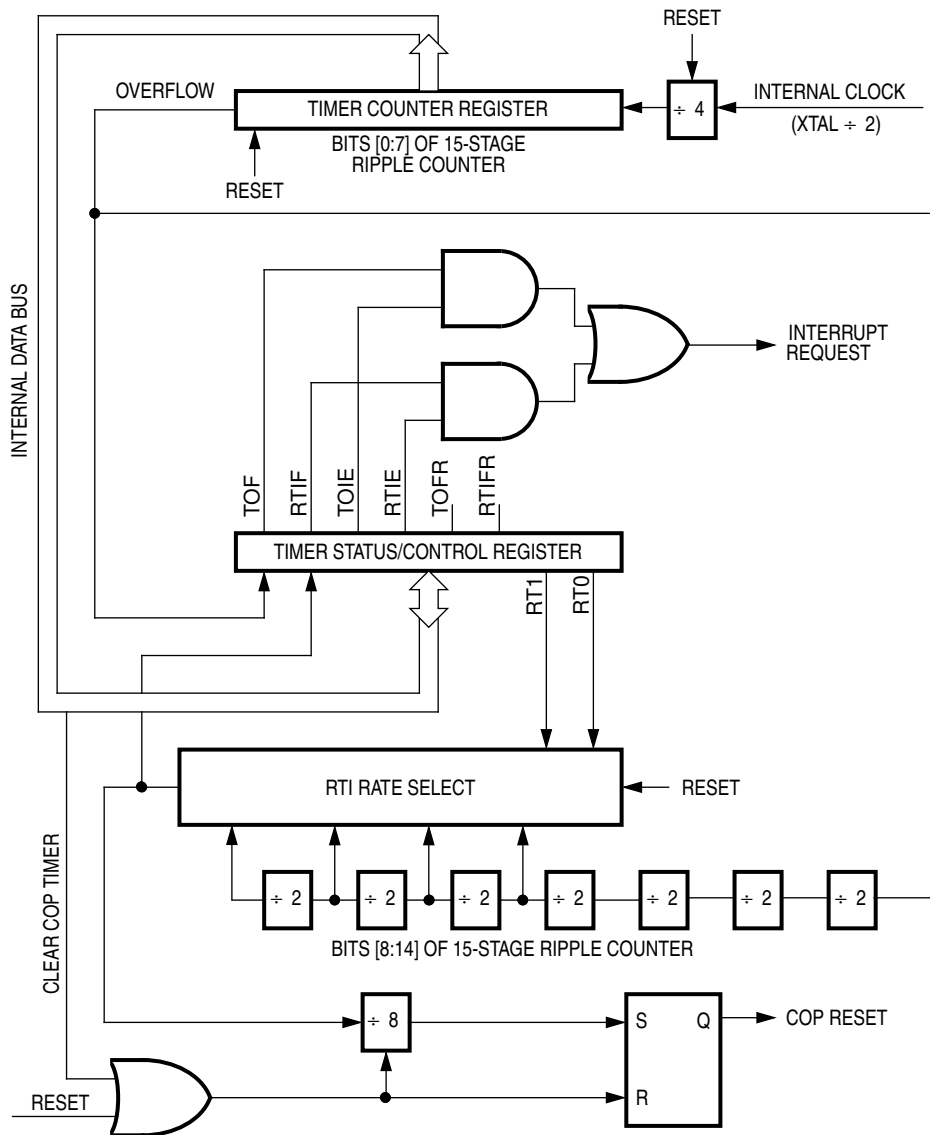 RESET
OVERFLOW
TIMER COUNTER REGISTER
÷ 4
INTERNAL CLOCK
(XTAL ÷ 2)
BITS [0:7] OF 15-STAGE
RIPPLE COUNTER
RESET
INTERNAL DATA BUS
INTERRUPT
REQUEST
TOF
RTIF
TOIE
RTIE
TOFR
RTIFR
TIMER STATUS/CONTROL REGISTER
RT1
RT0
RTI RATE SELECT
RESET
÷ 2
÷ 2
÷ 2
÷ 2
÷ 2
÷ 2
÷ 2
BITS [8:14] OF 15-STAGE RIPPLE COUNTER
CLEAR COP TIMER
÷ 8
S
Q
COP RESET
R
RESET